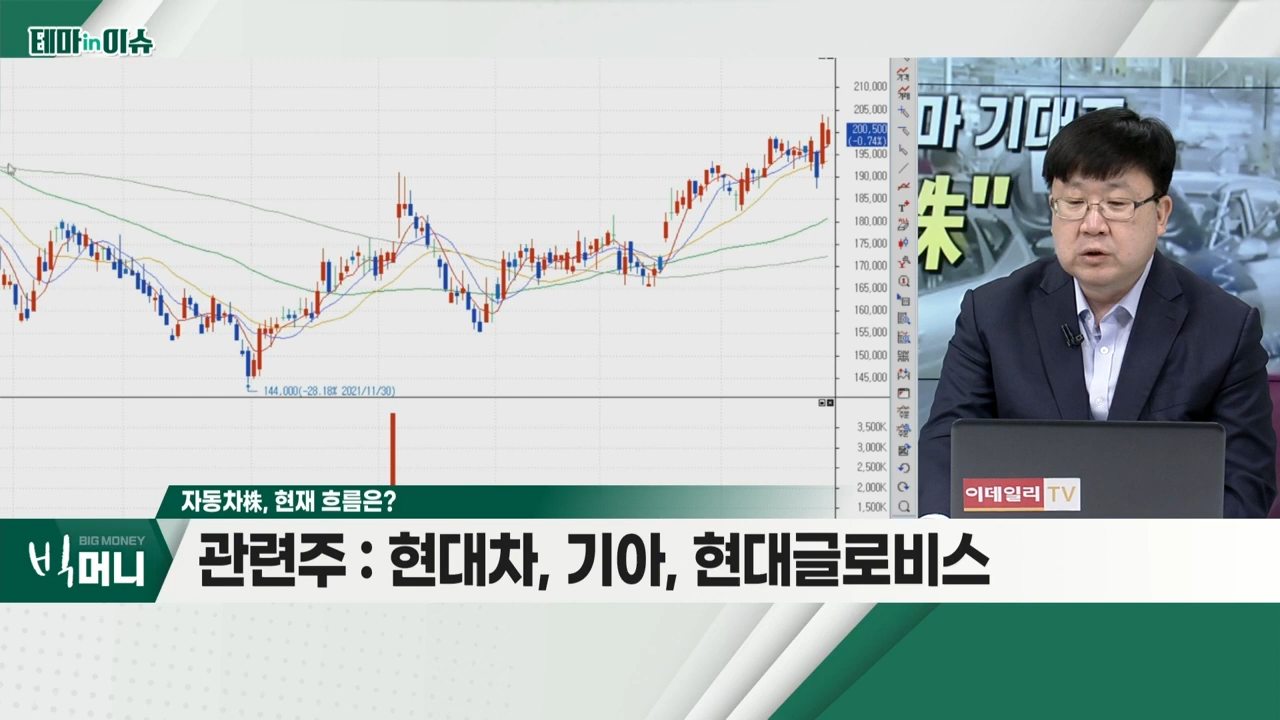 테마in이슈
210,000
205,000
200,500
(-0.74%)
195,000
190,000
185,000
180,000
175,000
170,000
165,000
160,000
155,000
150,000
145,000
144,000(-28.18% 2021/11/30)
3,500K
3,000K
2,500K
2,000K
1,500K
마 기대
株"
이데일리 TV
자동차株, 현재 흐름은?
BIG MONEY
빅머니
관련주 : 현대차, 기아, 현대글로비스